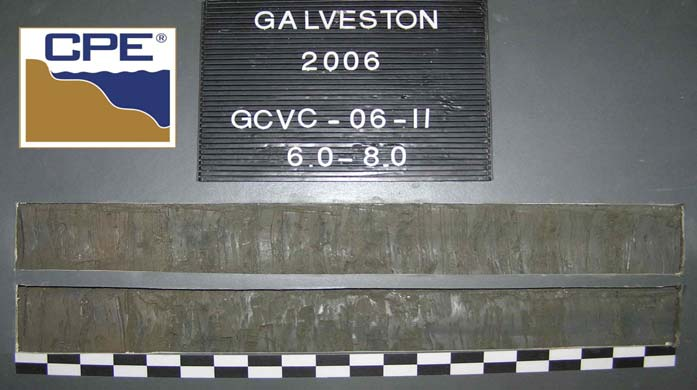 CPE®
GALVESTON
2006
GCVC-06-11
6.0-8.0